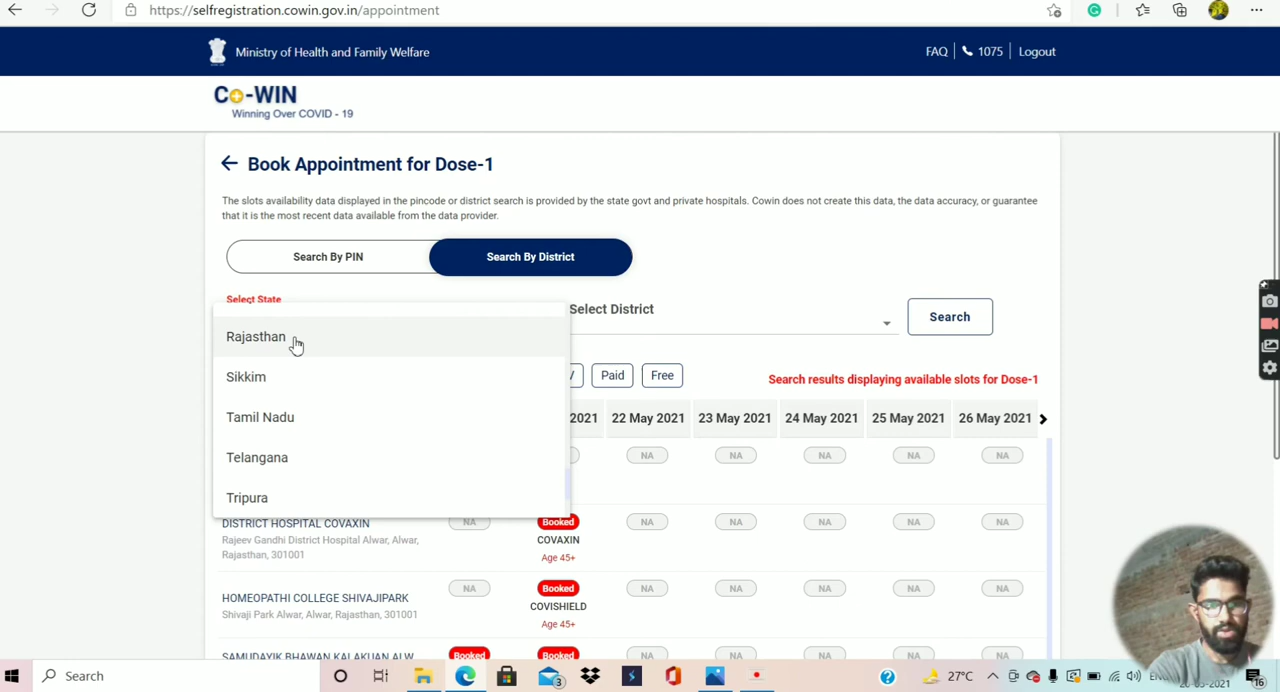 https://selfregistration.cowin.gov.in/appointment
Ministry of Health and Family Welfare
FAQ 1075 Logout
Co-WIN
Winning Over COVID - 19
Book Appointment for Dose-1
The slots availability data displayed in the pincode or district search is provided by the state govt and private hospitals. Cowin does not create this data, the data accuracy, or guarantee
that it is the most recent data available from the data provider.
Search By PIN Search By District
Select State
Select District
Search
Rajasthan
Sikkim
Tamil Nadu
Telangana
Tripura
Paid Free
Search results displaying available slots for Dose-1
2021 22 May 2021 23 May 2021 24 May 2021 25 May 2021 26 May 2021
NA NA NA NA NA
DISTRICT HOSPITAL COVAXIN
Rajeev Gandhi District Hospital Alwar, Alwar,
Rajasthan, 301001
NA Booked NA NA NA NA NA
COVAXIN
Age 45+
HOMEOPATHI COLLEGE SHIVAJIPARK
Shivaji Park Alwar, Alwar, Rajasthan, 301001
NA Booked NA NA NA NA NA
COVISHIELD
Age 45+
SAMUDAYIK BHAWAN KALAKUAN ALW
Booked Booked
Search
3
27°C
16